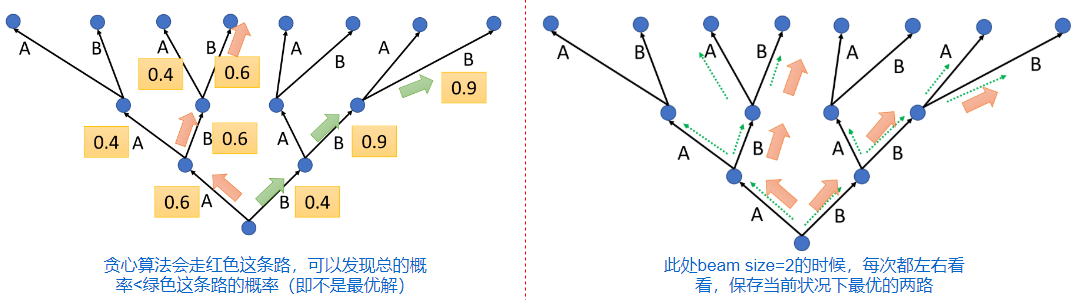 A
B
A
B
A
B
A
B
0.4
0.6
0.9
0.4
A
B
0.6
A
B
0.9
0.6
A
B
0.4
贪心算法会走红色这条路，可以发现总的概
率<绿色这条路的概率（即不是最优解）
A
B
A
B
A
B
A
B
A
B
A
B
A
B
此处beam size=2的时候，每次都左右看
看，保存当前状况下最优的两路